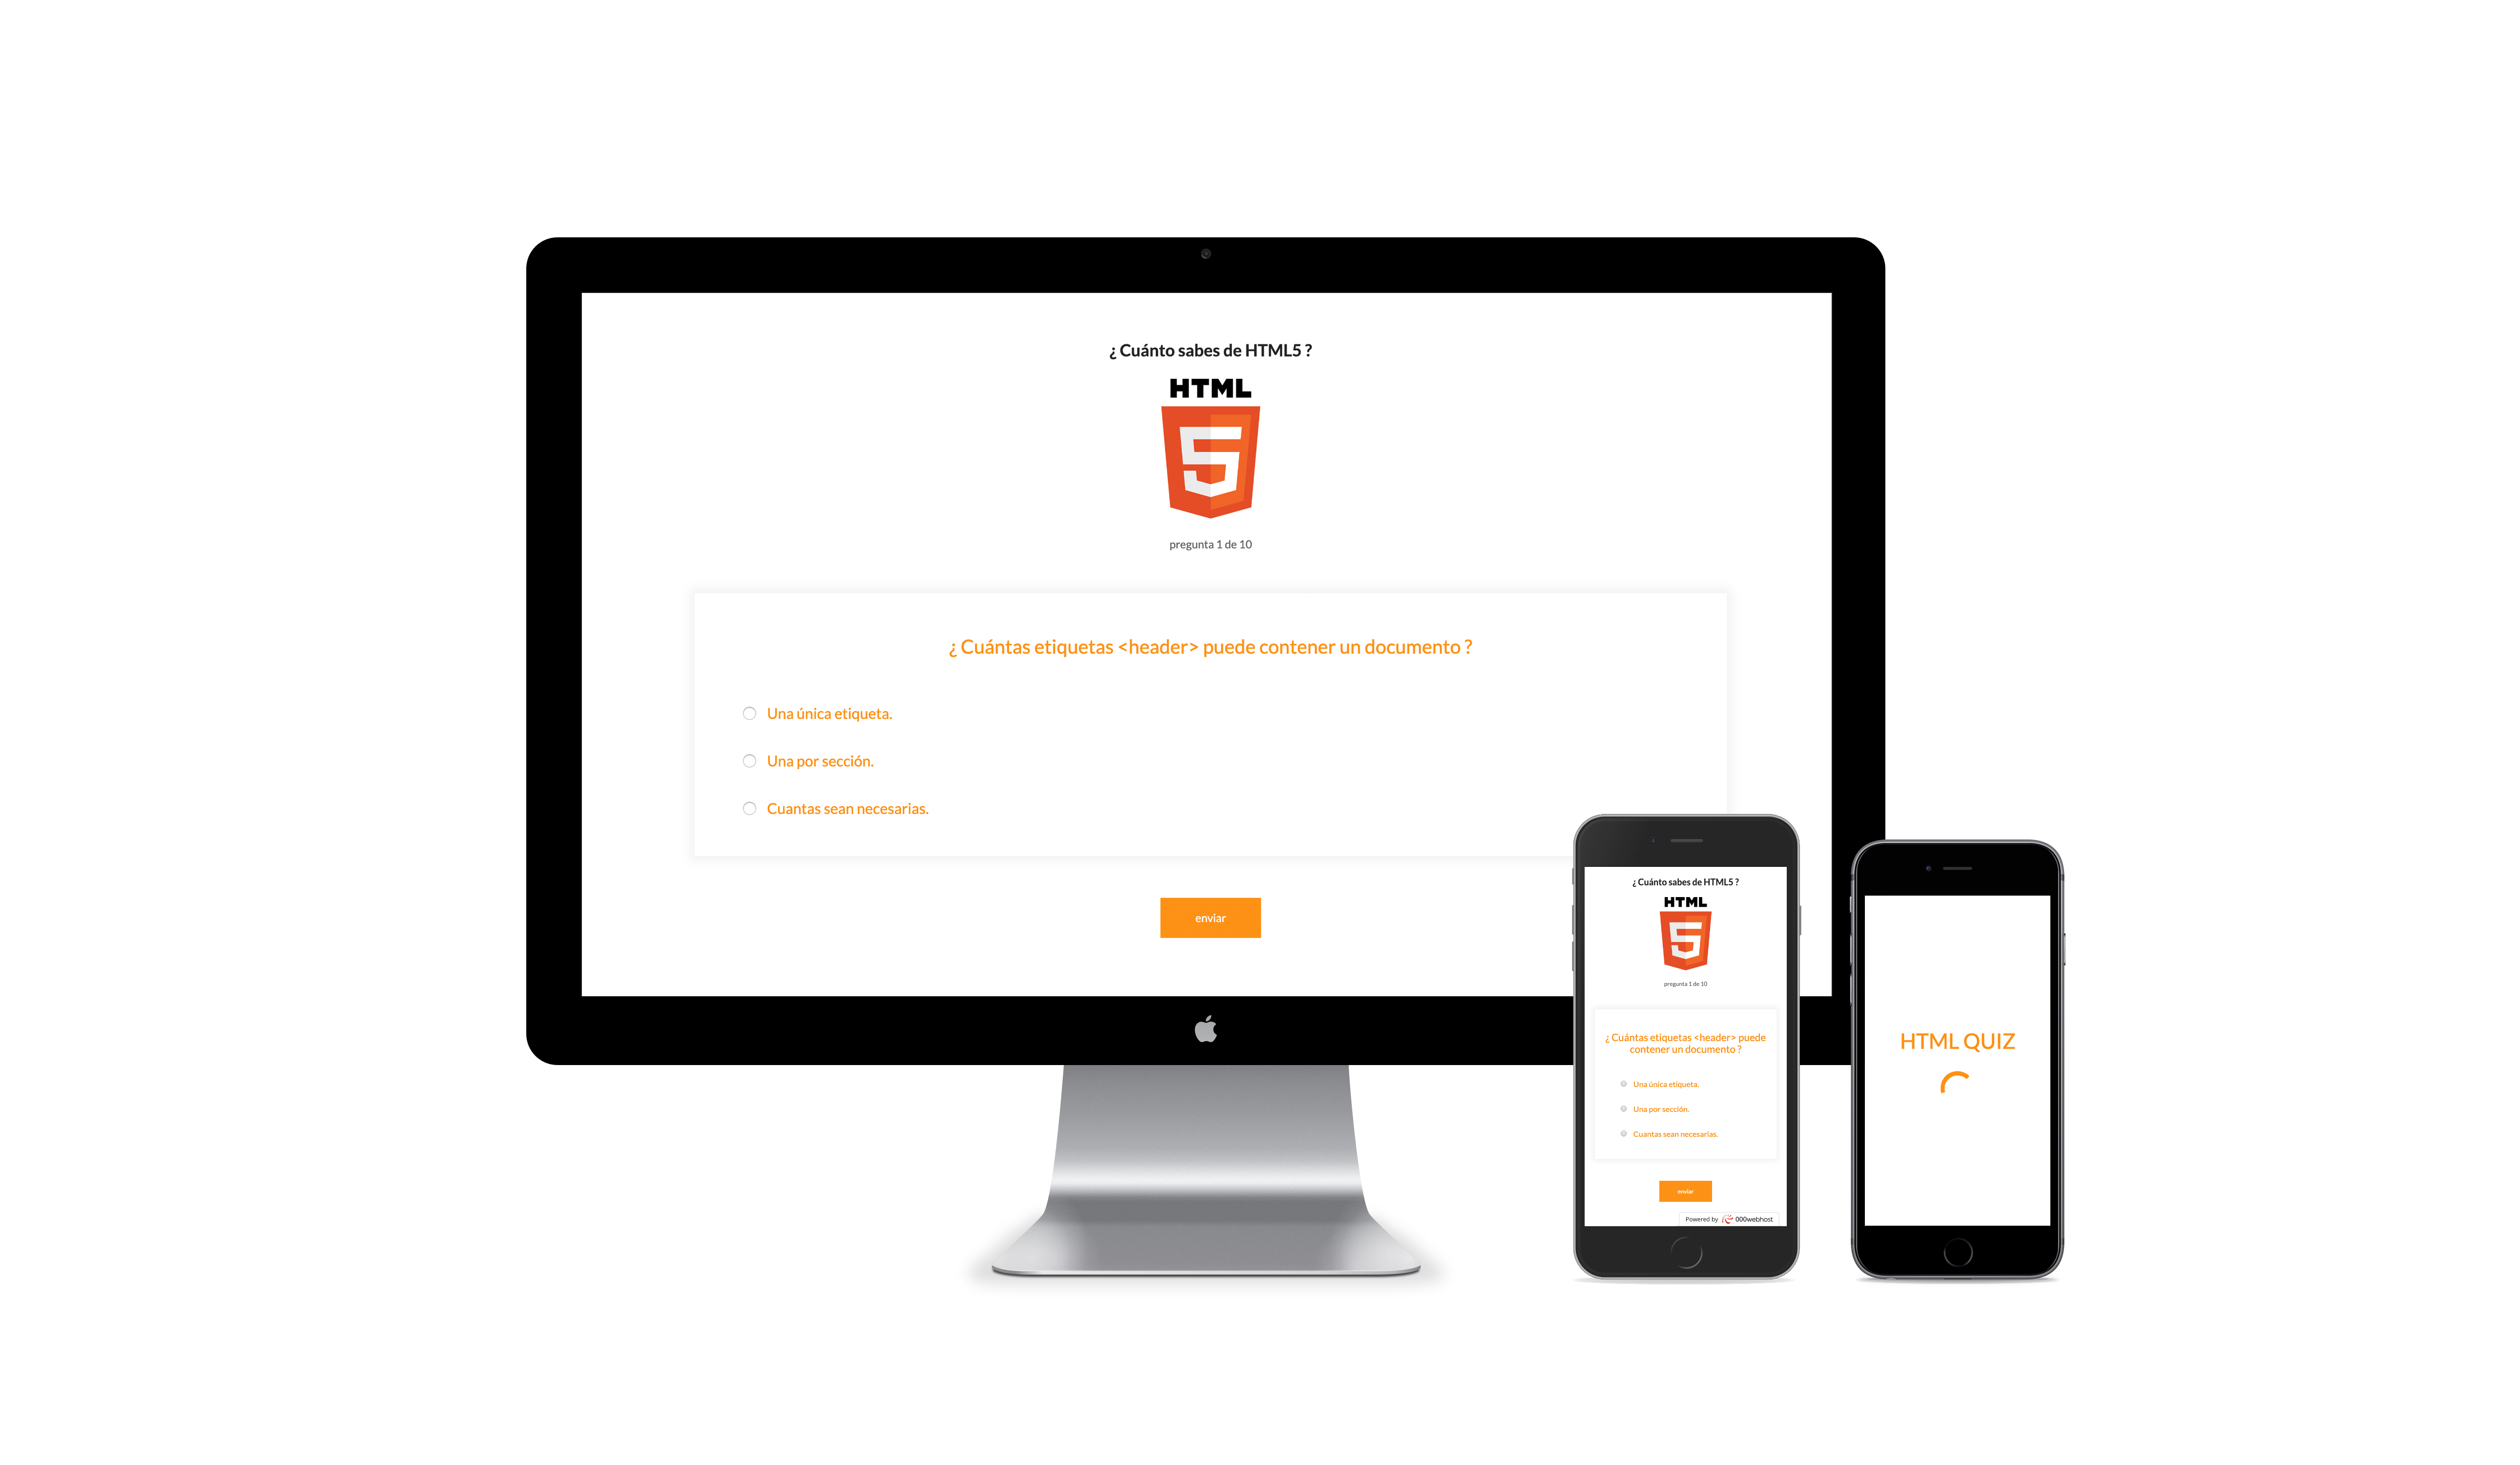 ¿ Cuánto sabes de HTML5 ?
HTML
5
pregunta 1 de 10
¿ Cuántas etiquetas <header> puede contener un documento ?
Una única etiqueta.
Una por sección.
Cuantas sean necesarias.
enviar
¿ Cuánto sabes de HTML5 ?
HTML
5
pregunta 1 de 10
¿ Cuántas etiquetas <header> puede
contener un documento ?
Una única etiqueta.
Una por sección.
Cuantas sean necesarias.
enviar
Powered by 000webhost
HTML QUIZ